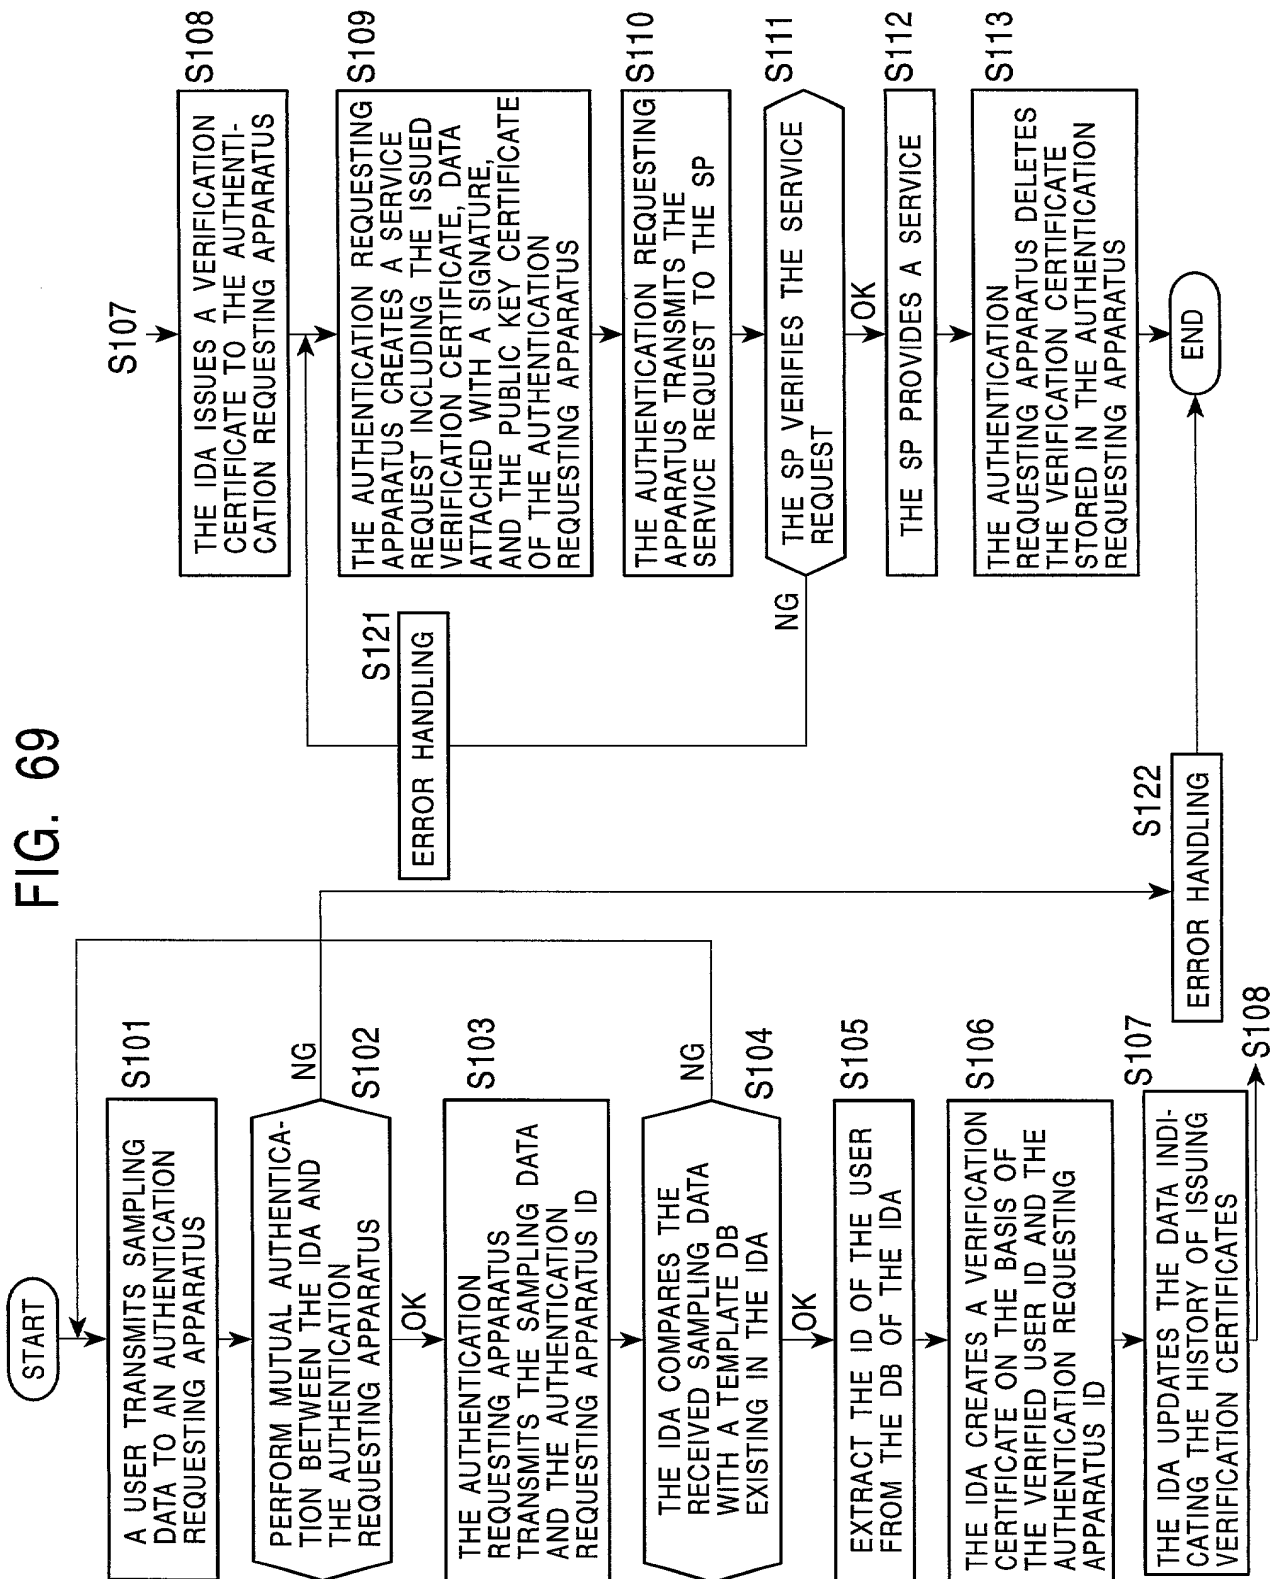 FIG. 69
START
A USER TRANSMITS SAMPLING
DATA TO AN AUTHENTICATION
REQUESTING APPARATUS
S101
PERFORM MUTUAL AUTHENTICA-
TION BETWEEN THE IDA AND
THE AUTHENTICATION
REQUESTING APPARATUS
NG
S102
OK
THE AUTHENTICATION
REQUESTING APPARATUS
TRANSMITS THE SAMPLING DATA
AND THE AUTHENTICATION
REQUESTING APPARATUS ID
S103
THE IDA COMPARES THE
RECEIVED SAMPLING DATA
WITH A TEMPLATE DB
EXISTING IN THE IDA
NG
S104
OK
EXTRACT THE ID OF THE USER
FROM THE DB OF THE IDA
S105
THE IDA CREATES A VERIFICATION
CERTIFICATE ON THE BASIS OF
THE VERIFIED USER ID AND THE
AUTHENTICATION REQUESTING
APPARATUS ID
S106
THE IDA UPDATES THE DATA INDI-
CATING THE HISTORY OF ISSUING
VERIFICATION CERTIFICATES
S107
S108
S107
THE IDA ISSUES A VERIFICATION
CERTIFICATE TO THE AUTHENTI-
CATION REQUESTING APPARATUS
S108
THE AUTHENTICATION REQUESTING
APPARATUS CREATES A SERVICE
REQUEST INCLUDING THE ISSUED
VERIFICATION CERTIFICATE, DATA
ATTACHED WITH A SIGNATURE,
AND THE PUBLIC KEY CERTIFICATE
OF THE AUTHENTICATION
REQUESTING APPARATUS
S109
S121
ERROR HANDLING
THE AUTHENTICATION REQUESTING
APPARATUS TRANSMITS THE
SERVICE REQUEST TO THE SP
S110
THE SP VERIFIES THE SERVICE
REQUEST
S111
NG
OK
THE SP PROVIDES A SERVICE
S112
THE AUTHENTICATION
REQUESTING APPARATUS DELETES
THE VERIFICATION CERTIFICATE
STORED IN THE AUTHENTICATION
REQUESTING APPARATUS
S113
S122
ERROR HANDLING
END